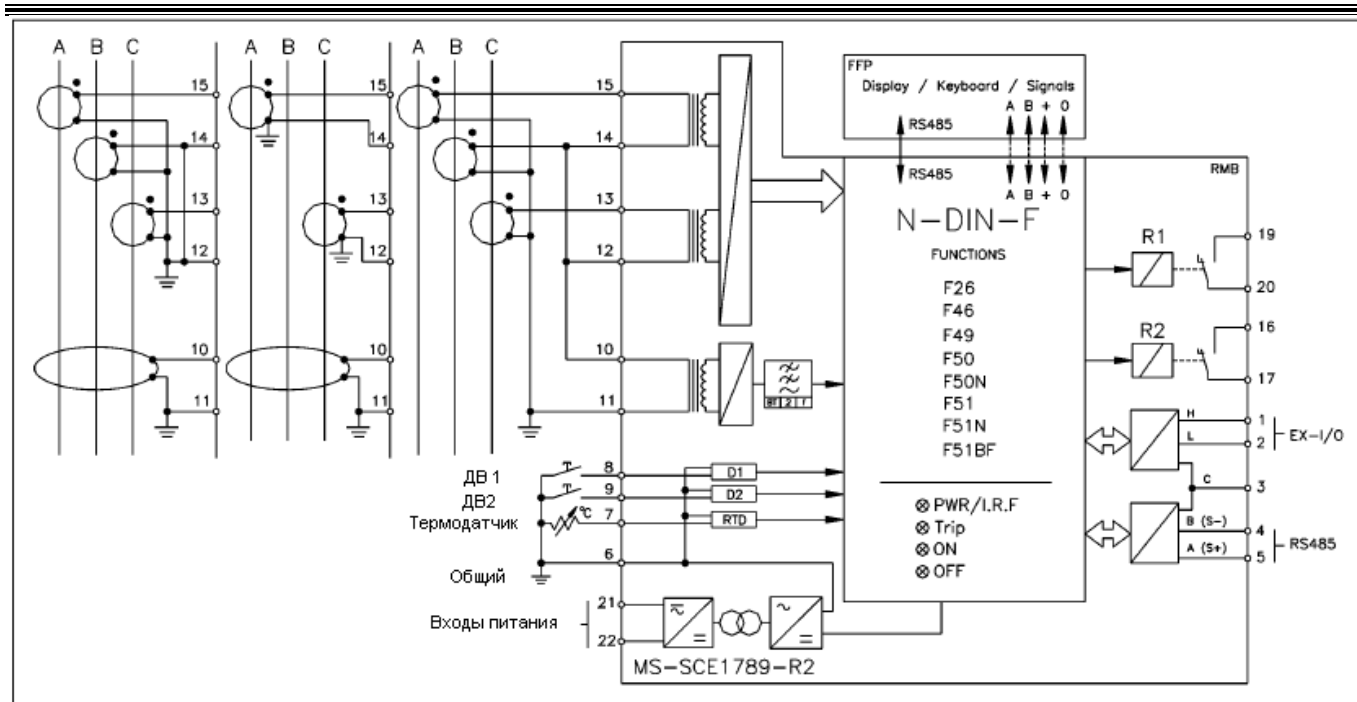 A B C
15
14
13
12
10
11
A B C
15
14
13
12
10
11
A B C
15
14
13
12
10
11
FFP
Display / Keyboard / Signals
RS485
A B + 0
RS485
A B + 0
RMB
N-DIN-F
FUNCTIONS
F26
F46
F49
F50
F50N
F51
F51N
F51BF
PWR/I.R.F
Trip
ON
OFF
R1
19
20
R2
16
17
H
1
L
2
EX-I/O
C
3
B (S-)
4
A (S+)
5
RS485
ДВ 1
8
D1
ДВ2
9
D2
Термодатчик
°C
7
RTD
Общий
6
Входы питания
21
22
MS-SCE1789-R2